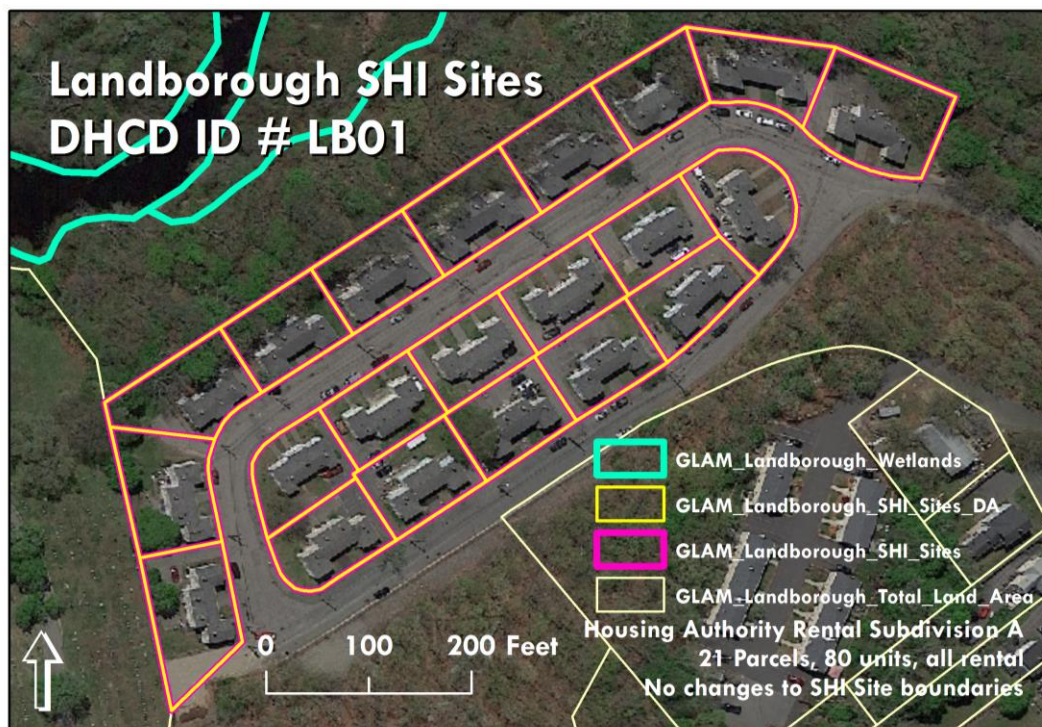 Landborough SHI Sites
DHCD ID # LB01
GLAM_Landborough_Wetlands
GLAM_Landborough_SHI_Sites_DA
GLAM_Landborough_SHI_Sites
GLAM_Landborough_Total_Land_Area
0 100 200 Feet
Housing Authority Rental Subdivision A
21 Parcels, 80 units, all rental
No changes to SHI Site boundaries